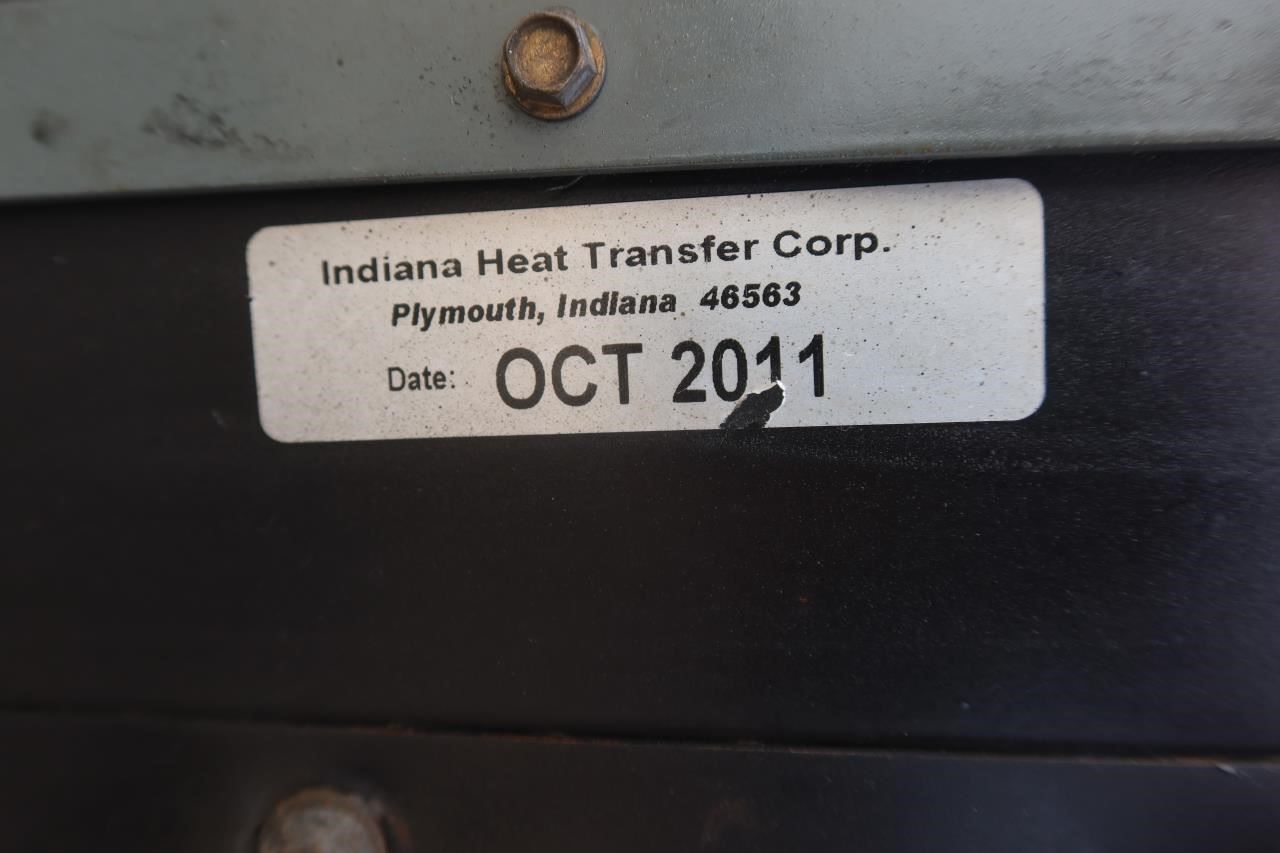 Indiana Heat Transfer Corp.
Plymouth, Indiana 46563
Date: OCT 2011